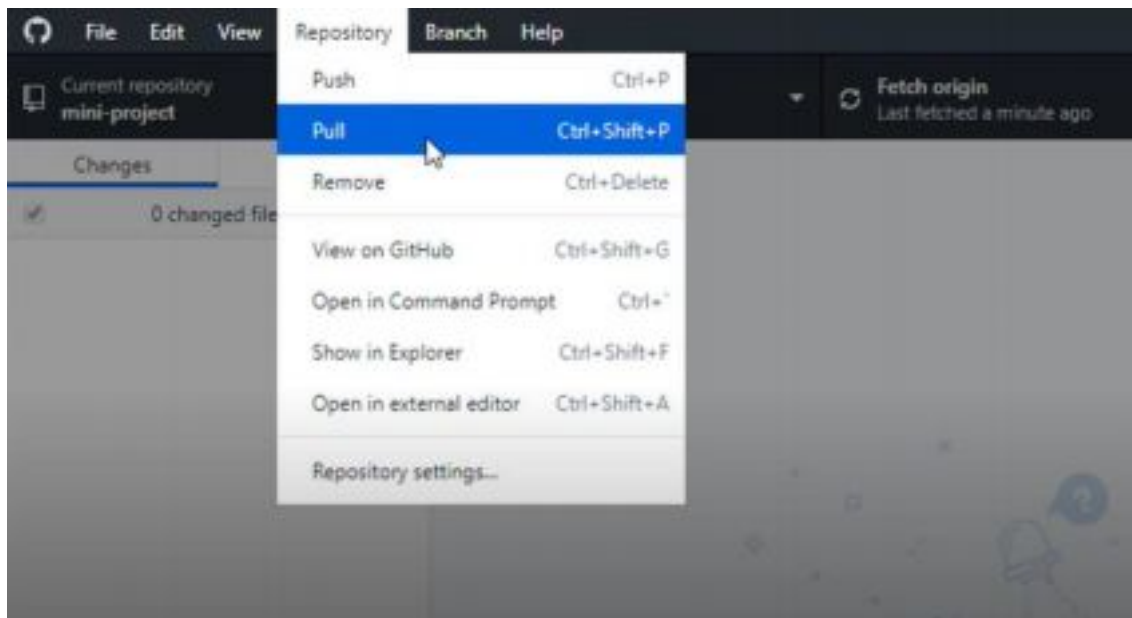 File Edit View Repository Branch Help
Current repository
mini-project
Fetch origin
Last fetched a minute ago
Changes
0 changed file
Push Ctrl+P
Pull Ctrl+Shift+P
Remove Ctrl+Delete
View on GitHub Ctrl+Shift+G
Open in Command Prompt Ctrl+`
Show in Explorer Ctrl+Shift+F
Open in external editor Ctrl+Shift+A
Repository settings...